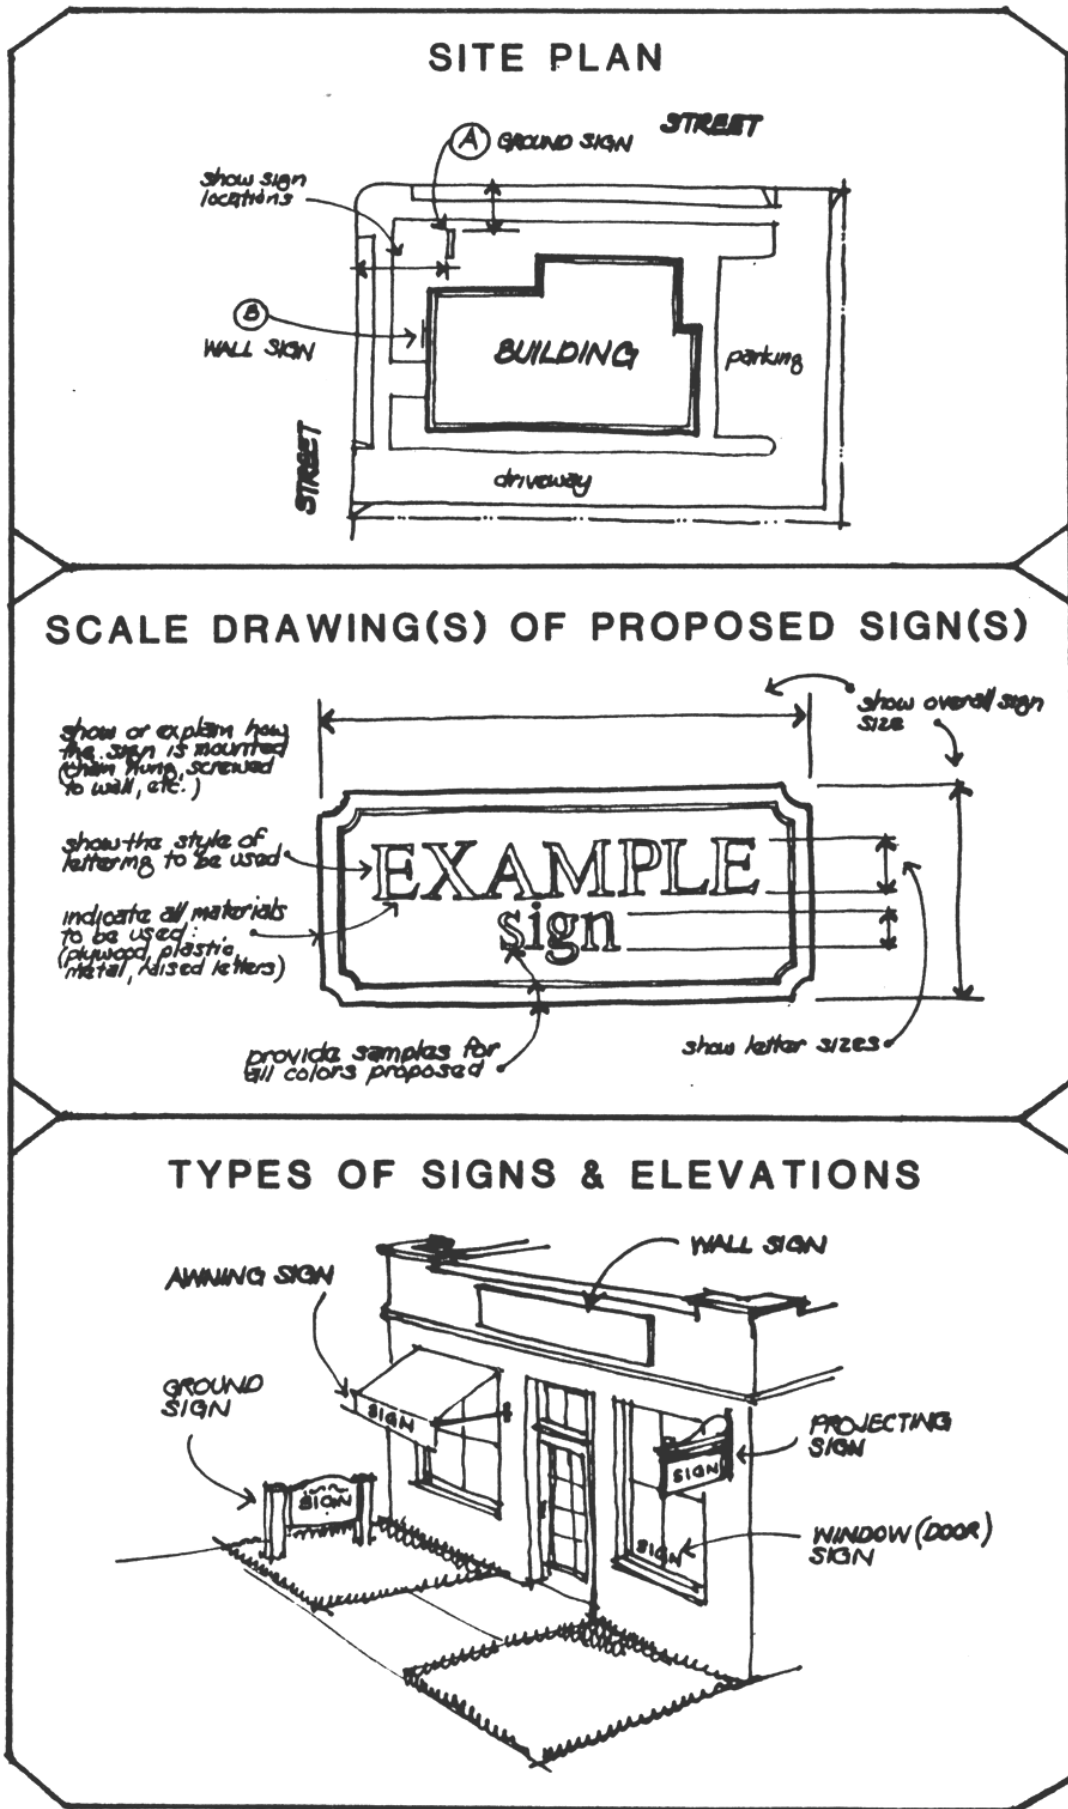 SITE PLAN
STREET
A GROUND SIGN
show sign
locations
B
WALL SIGN
BUILDING
parking
STREET
driveway
SCALE DRAWING(S) OF PROPOSED SIGN(S)
show overall sign
size
show or explain how
the sign is mounted
(chain hung, screwed
to wall, etc.)
show the style of
lettering to be used
EXAMPLE
sign
indicate all materials
to be used:
(plywood, plastic,
metal, raised letters)
provide samples for
all colors proposed
show letter sizes
TYPES OF SIGNS & ELEVATIONS
WALL SIGN
AWNING SIGN
GROUND
SIGN
SIGN
PROJECTING
SIGN
SIGN
SIGN
SIGN
WINDOW (DOOR)
SIGN